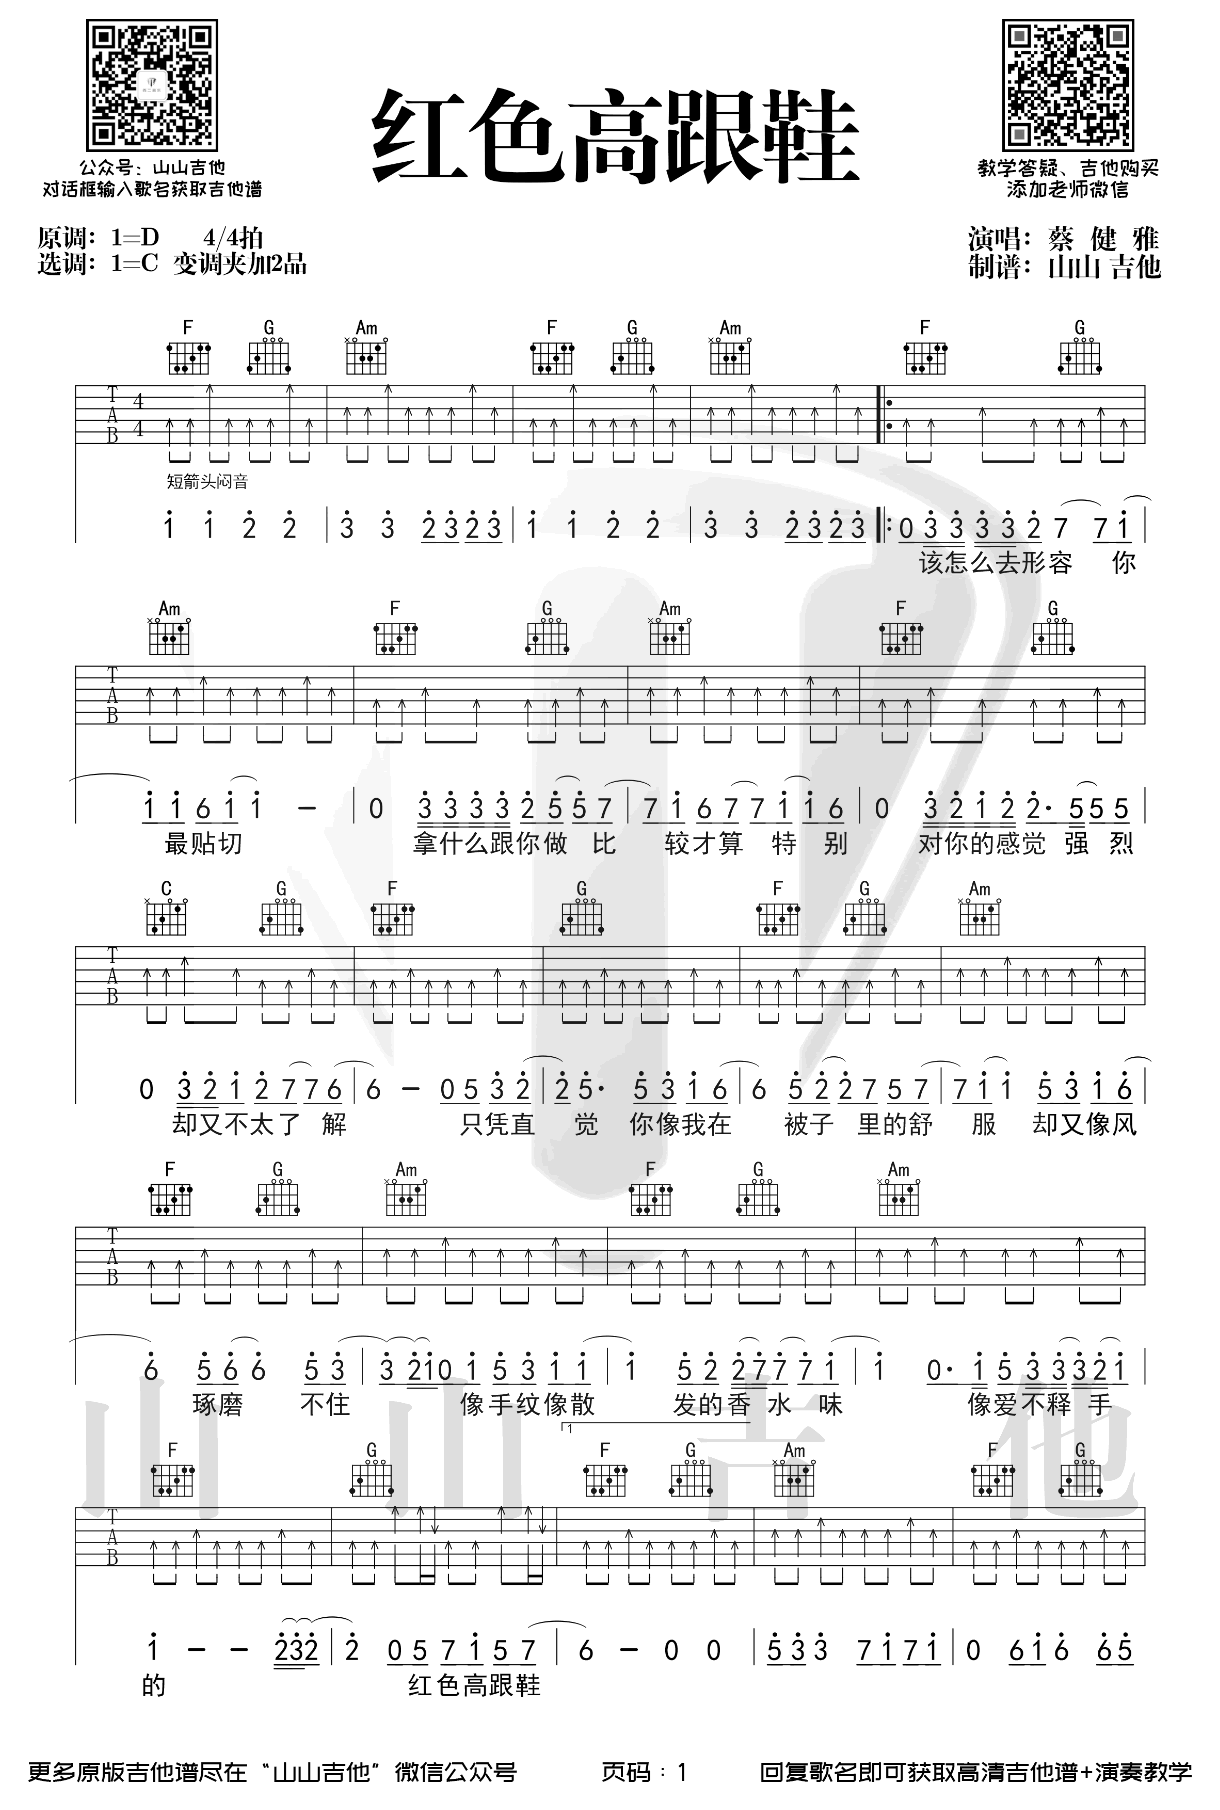 红色高跟鞋
公众号：山山吉他
对话框输入歌名获取吉他谱
教学答疑、吉他购买
添加老师微信
原调：1=D 4/4拍
选调：1=C 变调夹加2品
演唱：蔡 健 雅
制谱：山山 吉他
F G Am F G Am F G
T A B 4 4
短箭头闷音
1 1 2 2 | 3 3 2 3 2 3 | 1 1 2 2 | 3 3 2 3 2 3 |: 0 3 3 3 3 2 7 7 1 |
该怎么去形容 你
Am F G Am F G
T A B
1 1 6 1 1 - | 0 3 3 3 3 2 5 5 7 | 7 1 6 7 7 1 1 6 | 0 3 2 1 2 2· 5 5 5 |
最贴切 拿什么跟你做 比 较才算 特 别 对你的感觉 强 烈
C G F G F G Am
T A B
0 3 2 1 2 7 7 6 | 6 - 0 5 3 2 | 2 5· 5 3 1 6 | 6 5 2 2 7 5 7 | 7 1 1 5 3 1 6 |
却又不太了 解 只凭直 觉 你像我在 被子 里的舒 服 却又像风
F G Am F G Am
T A B
6 5 6 6 5 3 | 3 2 1 0 1 5 3 1 1 | 1 5 2 2 7 7 7 1 | 1 0· 1 5 3 3 3 2 1 |
琢磨 不住 像手纹像散 发的香 水 味 像爱不释 手
1
F G F G Am F G
T A B
1 - - 2 3 2 | 2 0 5 7 1 5 7 | 6 - 0 0 | 5 3 3 7 1 7 1 | 0 6 1 6 6 5
的 红色高跟鞋
山 山 吉 他
更多原版吉他谱尽在“山山吉他”微信公众号 页码：1 回复歌名即可获取高清吉他谱+演奏教学